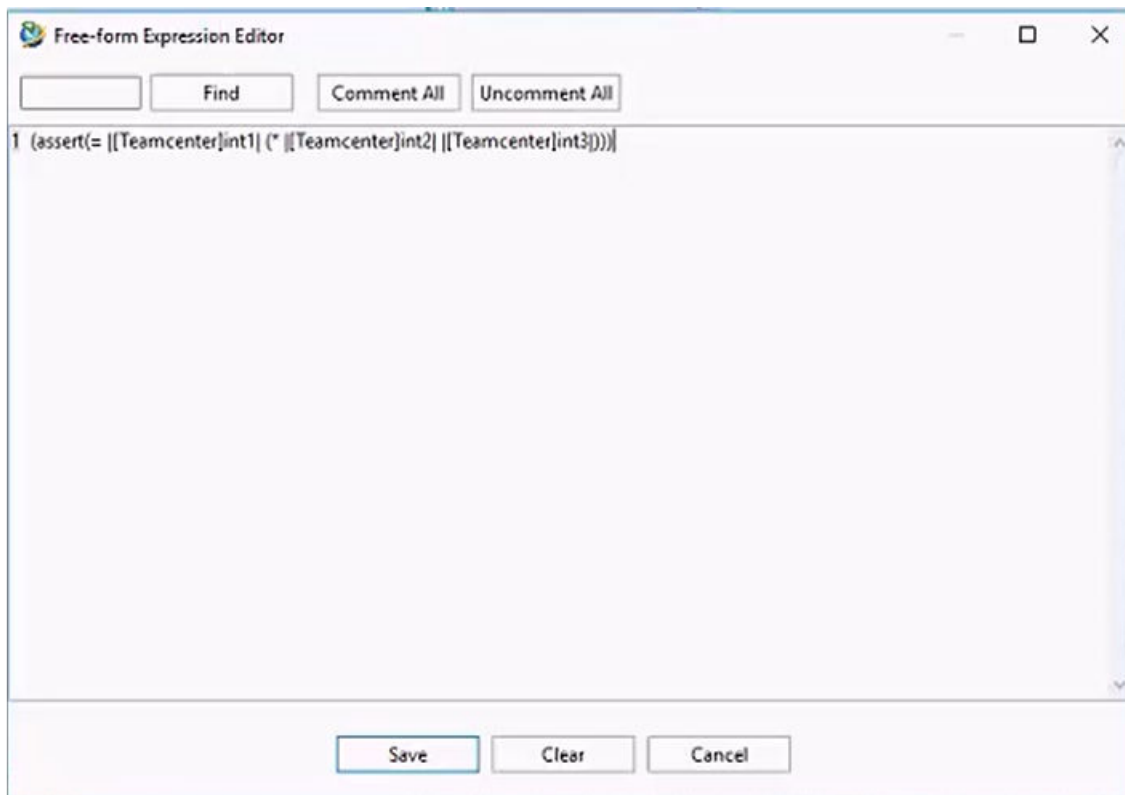 Free-form Expression Editor
Find Comment All Uncomment All
1 (assert(= |[Teamcenter]int1| (* |[Teamcenter]int2| |[Teamcenter]int3|)))
Save Clear Cancel